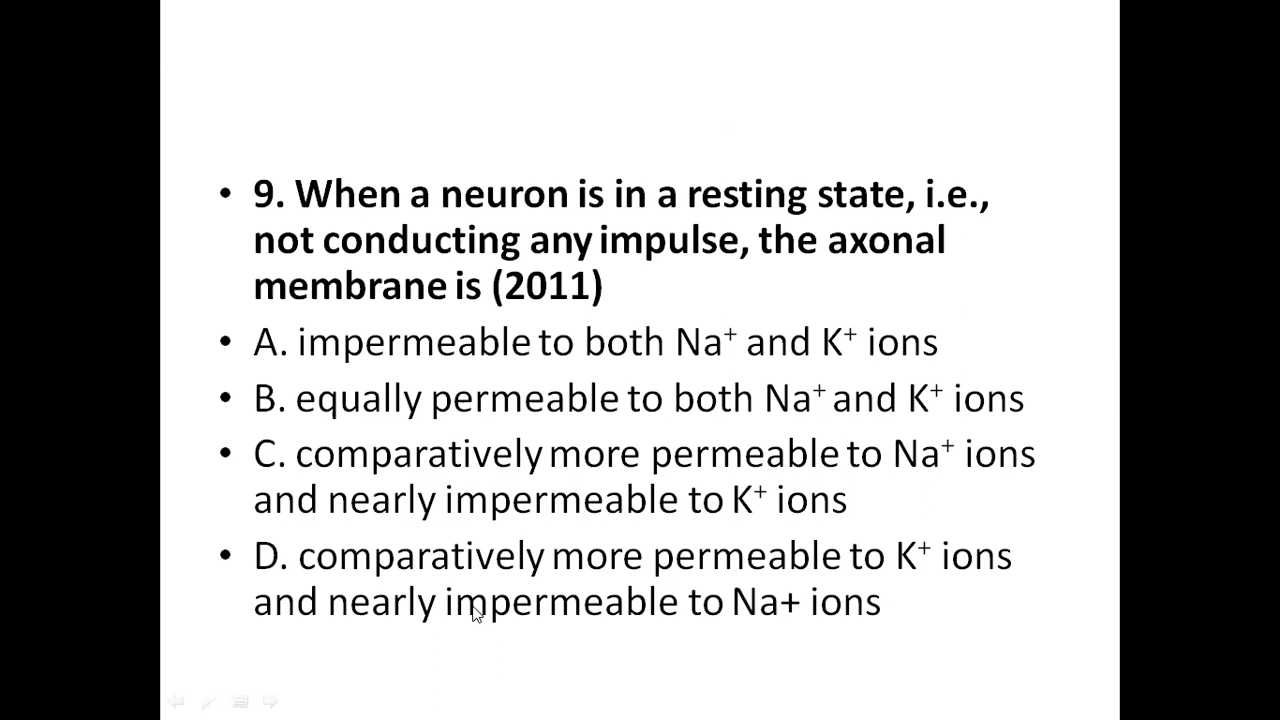 • 9. When a neuron is in a resting state, i.e.,
not conducting any impulse, the axonal
membrane is (2011)
• A. impermeable to both Na⁺ and K⁺ ions
• B. equally permeable to both Na⁺ and K⁺ ions
• C. comparatively more permeable to Na⁺ ions
and nearly impermeable to K⁺ ions
• D. comparatively more permeable to K⁺ ions
and nearly impermeable to Na+ ions